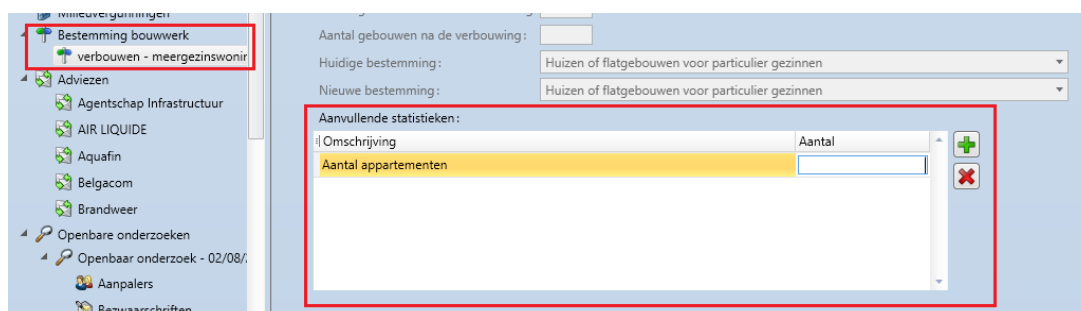 Milieuvergunningen
Bestemming bouwwerk
verbouwen - meergezinswonir
Adviezen
Agentschap Infrastructuur
AIR LIQUIDE
Aquafin
Belgacom
Brandweer
Openbare onderzoeken
Openbaar onderzoek - 02/08/
Aanpalers
Bezwaarschriften
Aantal gebouwen na de verbouwing:
Huidige bestemming: Huizen of flatgebouwen voor particulier gezinnen
Nieuwe bestemming: Huizen of flatgebouwen voor particulier gezinnen
Aanvullende statistieken:
Omschrijving Aantal
Aantal appartementen